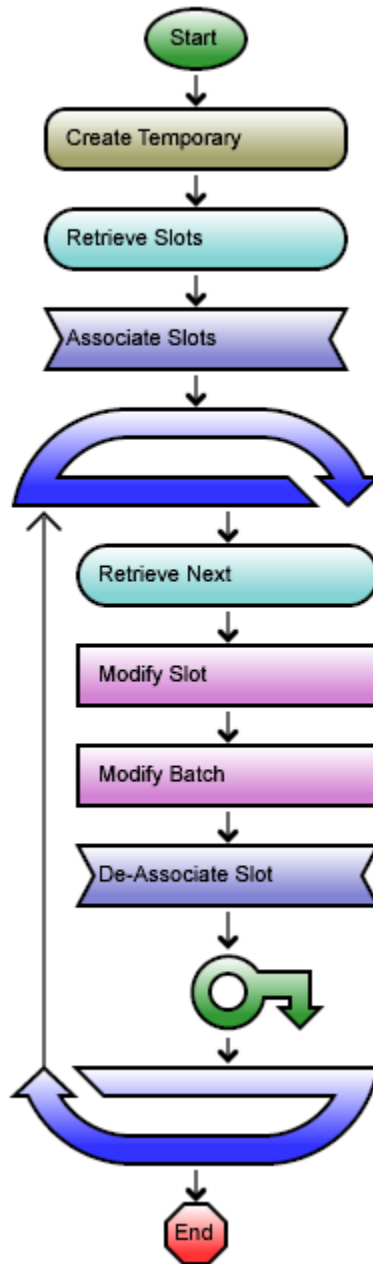 Start
Create Temporary
Retrieve Slots
Associate Slots
Retrieve Next
Modify Slot
Modify Batch
De-Associate Slot
End